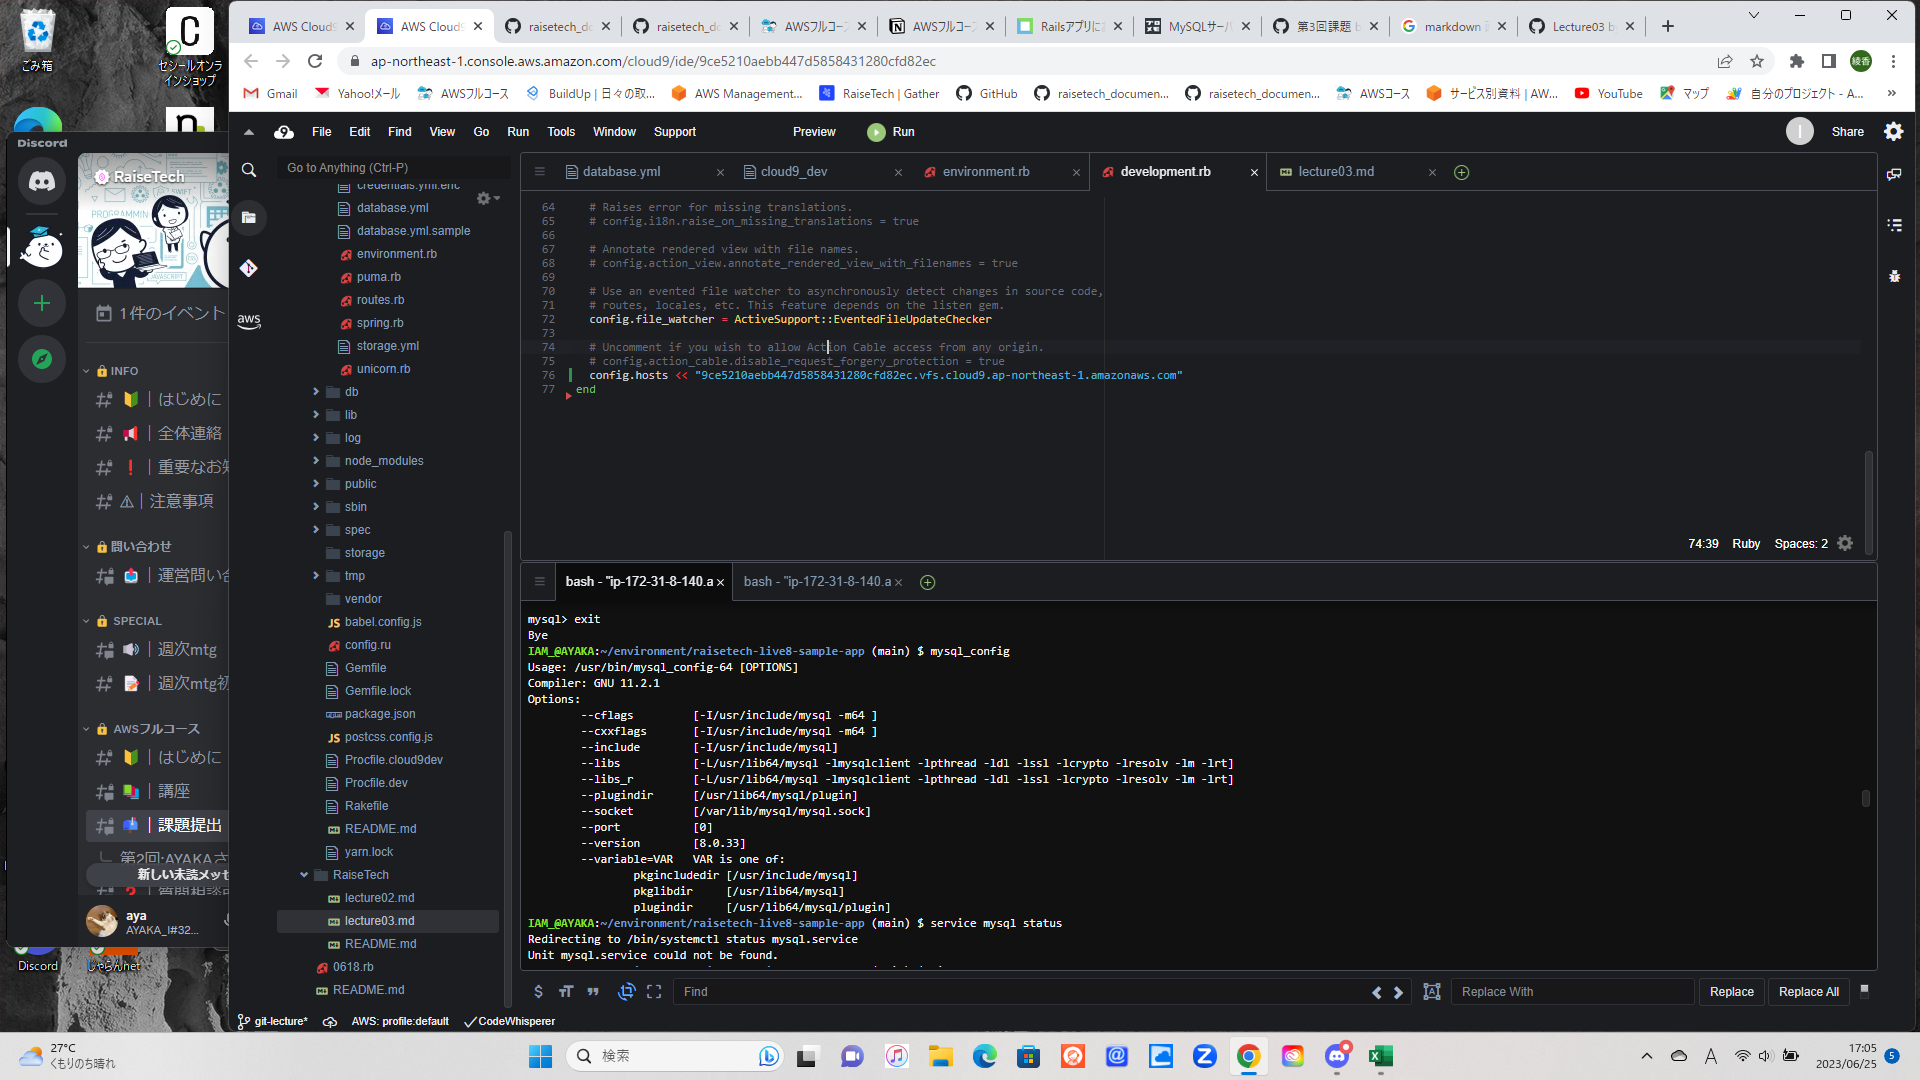 ごみ箱
セシールオンラインショップ
Discord
じゃらんnet
AWS Cloud9
AWS Cloud9
raisetech_do
raisetech_do
AWSフルコース
AWSフルコース
Railsアプリに
MySQLサーバ
第3回課題 b
markdown
Lecture03 b
ap-northeast-1.console.aws.amazon.com/cloud9/ide/9ce5210aebb447d5858431280cfd82ec
綾香
Gmail
Yahoo!メール
AWSフルコース
BuildUp | 日々の取...
AWS Management...
RaiseTech | Gather
GitHub
raisetech_documen...
raisetech_documen...
AWSコース
サービス別資料 | AW...
YouTube
マップ
自分のプロジェクト - A...
»
File Edit Find View Go Run Tools Window Support
Preview
Run
I
Share
Discord
RaiseTech
PROGRAMMIN
JAVASCRIPT
1件のイベント
INFO
| はじめに
| 全体連絡
| 重要なお知
| 注意事項
問い合わせ
| 運営問い合
SPECIAL
| 週次mtg
| 週次mtg初
AWSフルコース
| はじめに
| 講座
| 課題提出
第2回:AYAKAさ
新しい未読メッセ
aya
AYAKA_I#32...
Go to Anything (Ctrl-P)
aws
credentials.yml.enc
database.yml
database.yml.sample
environment.rb
puma.rb
routes.rb
spring.rb
storage.yml
unicorn.rb
db
lib
log
node_modules
public
sbin
spec
storage
tmp
vendor
babel.config.js
config.ru
Gemfile
Gemfile.lock
package.json
postcss.config.js
Procfile.cloud9dev
Procfile.dev
Rakefile
README.md
yarn.lock
RaiseTech
lecture02.md
lecture03.md
README.md
0618.rb
README.md
database.yml
cloud9_dev
environment.rb
development.rb
lecture03.md
64 # Raises error for missing translations.
65 # config.i18n.raise_on_missing_translations = true
66
67 # Annotate rendered view with file names.
68 # config.action_view.annotate_rendered_view_with_filenames = true
69
70 # Use an evented file watcher to asynchronously detect changes in source code,
71 # routes, locales, etc. This feature depends on the listen gem.
72 config.file_watcher = ActiveSupport::EventedFileUpdateChecker
73
74 # Uncomment if you wish to allow Action Cable access from any origin.
75 # config.action_cable.disable_request_forgery_protection = true
76 config.hosts << "9ce5210aebb447d5858431280cfd82ec.vfs.cloud9.ap-northeast-1.amazonaws.com"
77 end
74:39 Ruby Spaces: 2
bash - "ip-172-31-8-140.a
bash - "ip-172-31-8-140.a
mysql> exit
Bye
IAM_@AYAKA:~/environment/raisetech-live8-sample-app (main) $ mysql_config
Usage: /usr/bin/mysql_config-64 [OPTIONS]
Compiler: GNU 11.2.1
Options:
--cflags [-I/usr/include/mysql -m64 ]
--cxxflags [-I/usr/include/mysql -m64 ]
--include [-I/usr/include/mysql]
--libs [-L/usr/lib64/mysql -lmysqlclient -lpthread -ldl -lssl -lcrypto -lresolv -lm -lrt]
--libs_r [-L/usr/lib64/mysql -lmysqlclient -lpthread -ldl -lssl -lcrypto -lresolv -lm -lrt]
--plugindir [/usr/lib64/mysql/plugin]
--socket [/var/lib/mysql/mysql.sock]
--port [0]
--version [8.0.33]
--variable=VAR VAR is one of:
pkgincludedir [/usr/include/mysql]
pkglibdir [/usr/lib64/mysql]
plugindir [/usr/lib64/mysql/plugin]
IAM_@AYAKA:~/environment/raisetech-live8-sample-app (main) $ service mysql status
Redirecting to /bin/systemctl status mysql.service
Unit mysql.service could not be found.
Find
Replace With
Replace
Replace All
git-lecture*
AWS: profile:default
CodeWhisperer
27°C
くもりのち晴れ
検索
A
17:05
2023/06/25
5